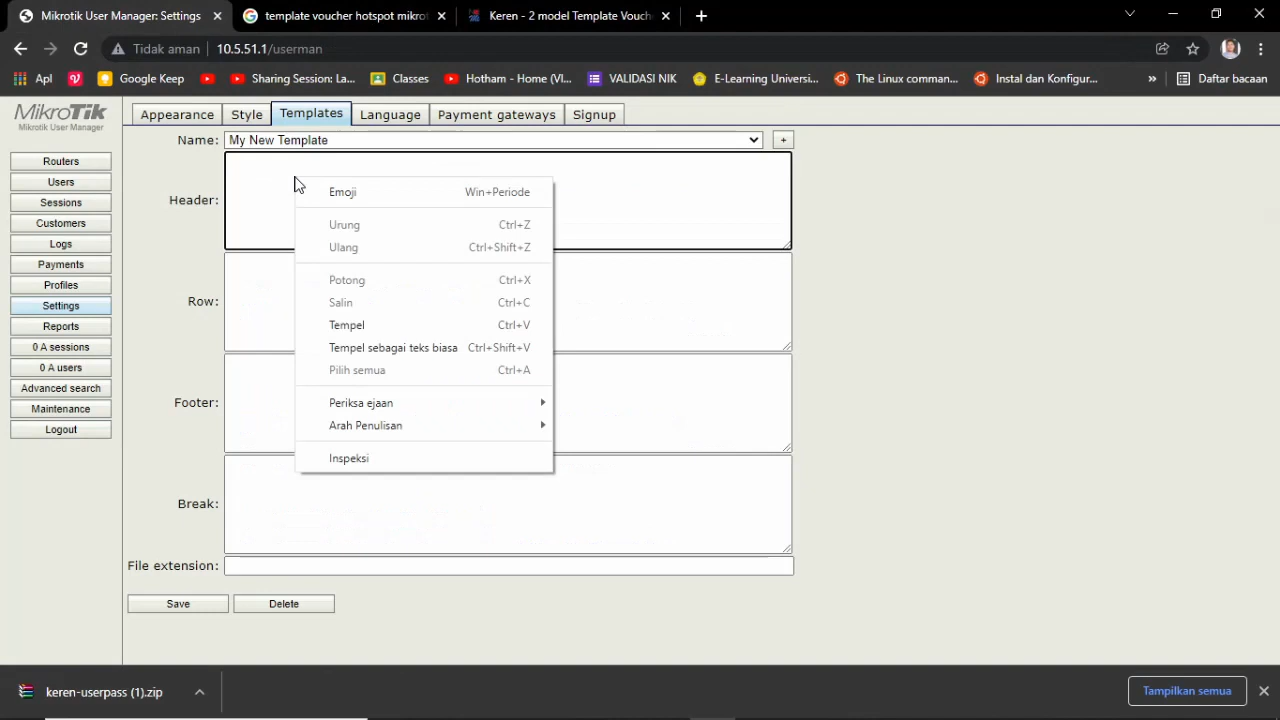 Mikrotik User Manager: Settings
template voucher hotspot mikrot
Keren - 2 model Template Vouch
Tidak aman
10.5.51.1/userman
Apl
Google Keep
Sharing Session: La...
Classes
Hotham - Home (VI...
VALIDASI NIK
E-Learning Universi...
The Linux comman...
Instal dan Konfigur...
»
Daftar bacaan
MikroTik
Mikrotik User Manager
Routers
Users
Sessions
Customers
Logs
Payments
Profiles
Settings
Reports
0 A sessions
0 A users
Advanced search
Maintenance
Logout
Appearance
Style
Templates
Language
Payment gateways
Signup
Name:
My New Template
+
Header:
Row:
Footer:
Break:
File extension:
Save
Delete
Emoji Win+Periode
Urung Ctrl+Z
Ulang Ctrl+Shift+Z
Potong Ctrl+X
Salin Ctrl+C
Tempel Ctrl+V
Tempel sebagai teks biasa Ctrl+Shift+V
Pilih semua Ctrl+A
Periksa ejaan
Arah Penulisan
Inspeksi
keren-userpass (1).zip
Tampilkan semua